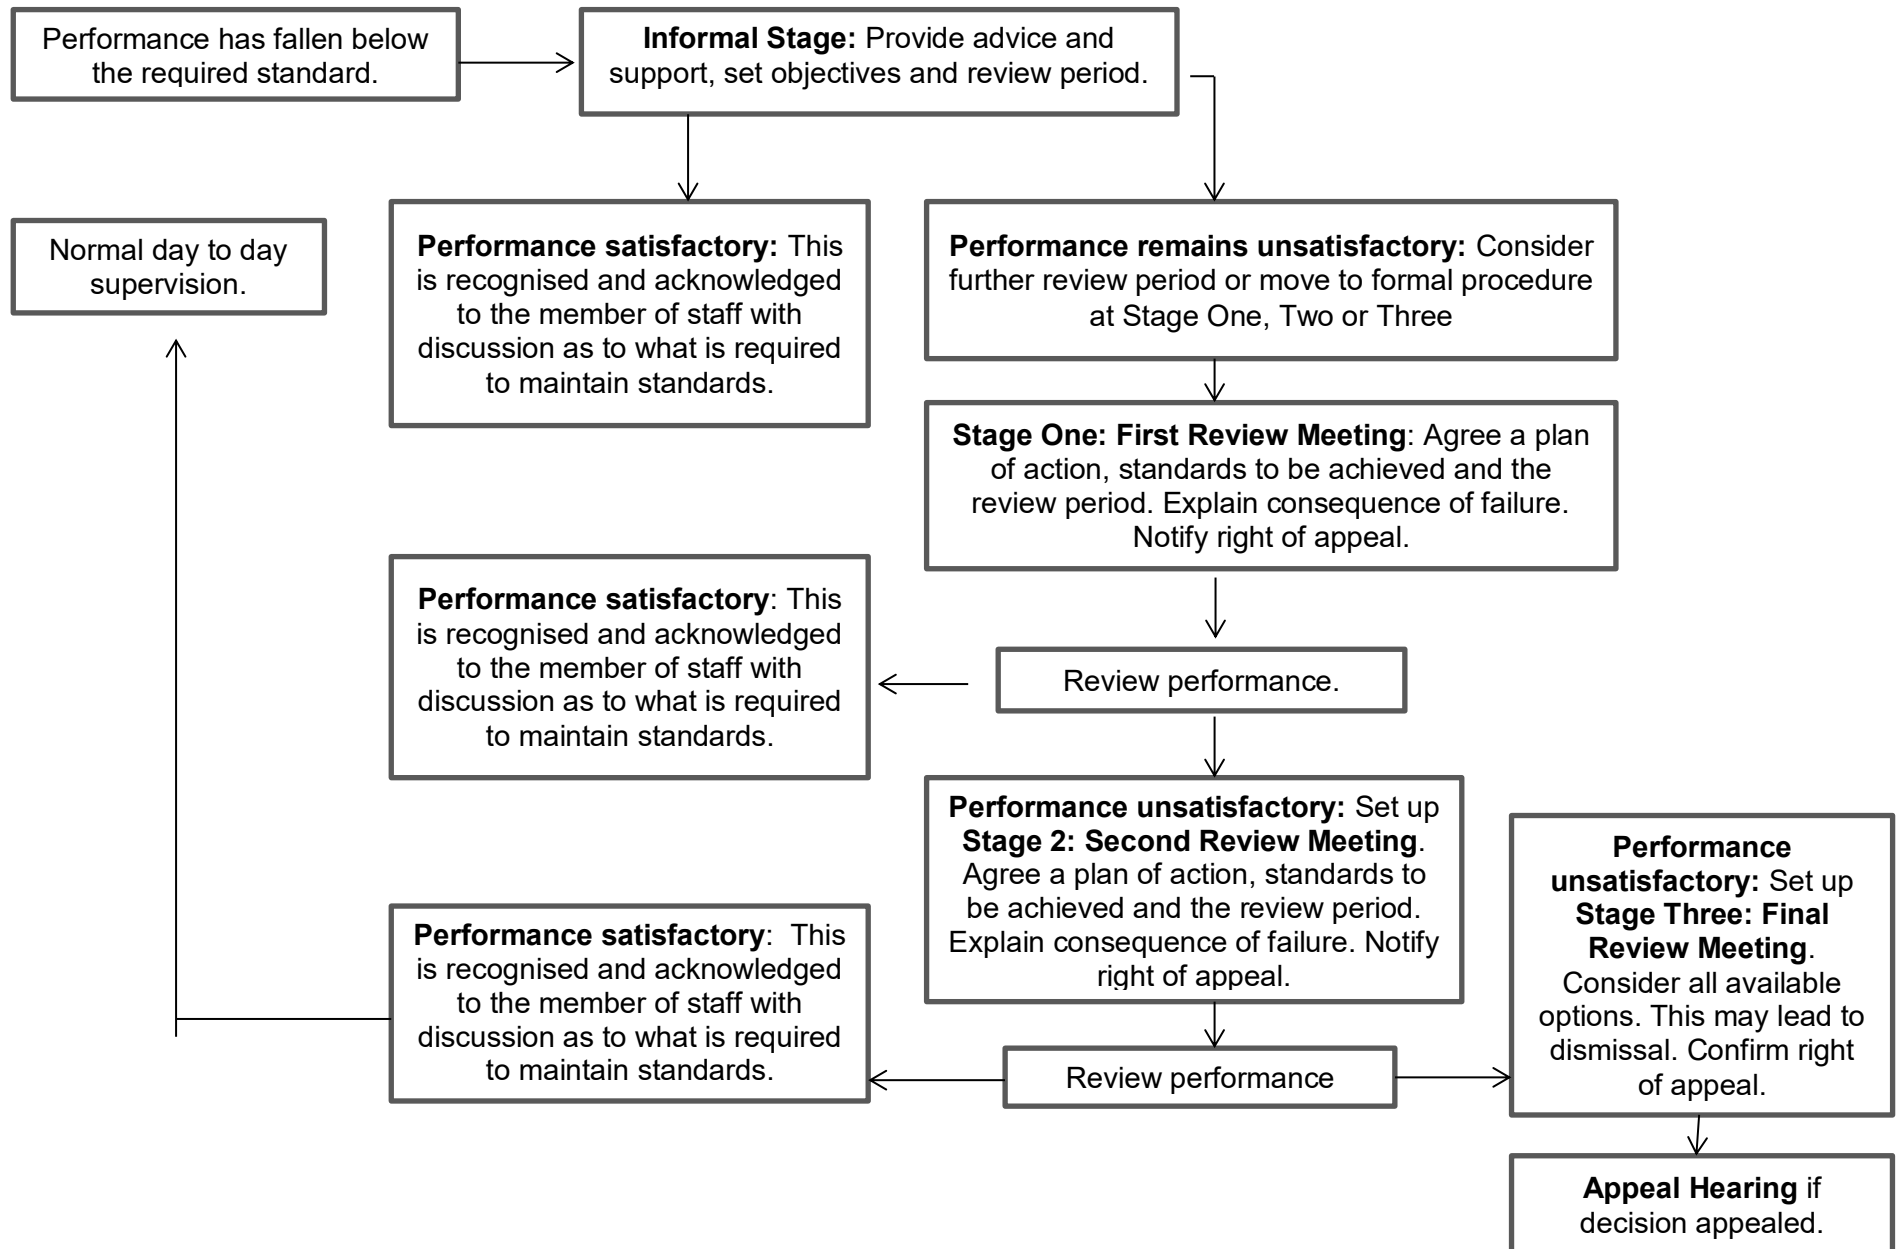 Performance has fallen below
the required standard.
Informal Stage: Provide advice and
support, set objectives and review period.
Normal day to day
supervision.
Performance satisfactory: This
is recognised and acknowledged
to the member of staff with
discussion as to what is required
to maintain standards.
Performance remains unsatisfactory: Consider
further review period or move to formal procedure
at Stage One, Two or Three
Stage One: First Review Meeting: Agree a plan
of action, standards to be achieved and the
review period. Explain consequence of failure.
Notify right of appeal.
Performance satisfactory: This
is recognised and acknowledged
to the member of staff with
discussion as to what is required
to maintain standards.
Review performance.
Performance unsatisfactory: Set up
Stage 2: Second Review Meeting.
Agree a plan of action, standards to
be achieved and the review period.
Explain consequence of failure. Notify
right of appeal.
Performance
unsatisfactory: Set up
Stage Three: Final
Review Meeting.
Consider all available
options. This may lead to
dismissal. Confirm right
of appeal.
Performance satisfactory: This
is recognised and acknowledged
to the member of staff with
discussion as to what is required
to maintain standards.
Review performance
Appeal Hearing if
decision appealed.